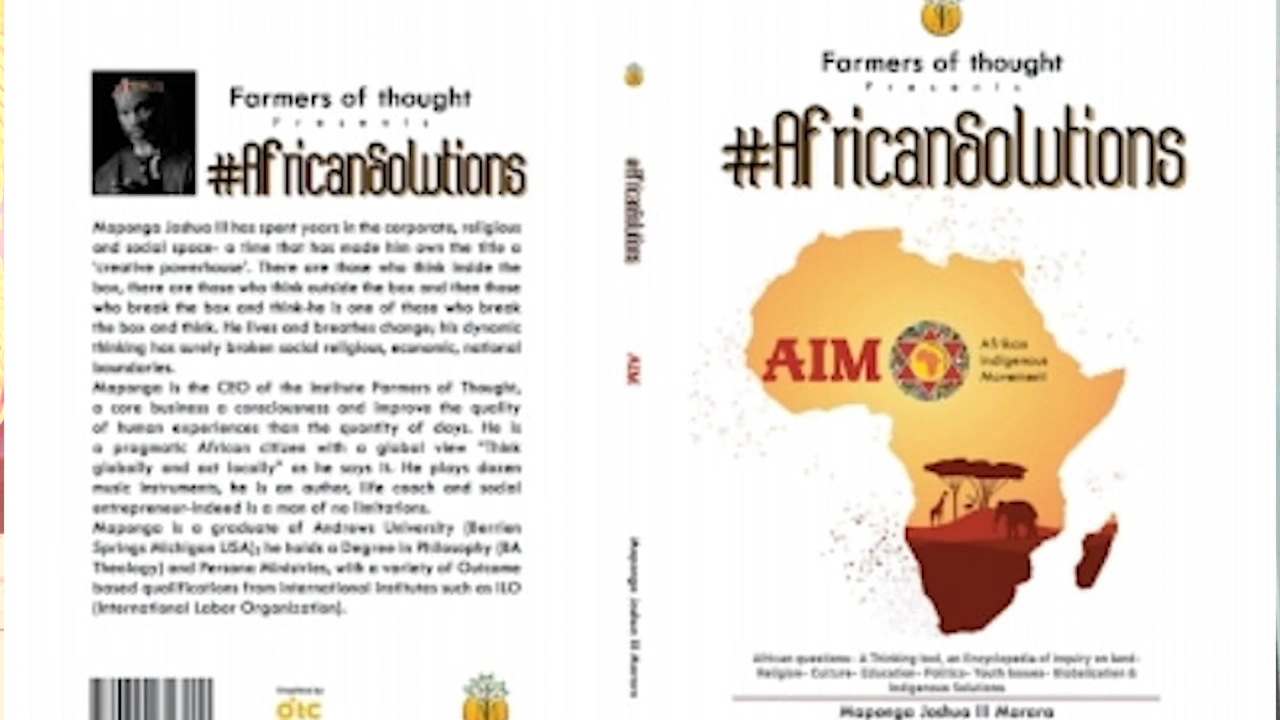 Farmers of thought
Presents
#AfricanSolutions
Maponga Joshua III has spent years in the corporate, religious
and social space- a time that has made him own the title a
'creative powerhouse'. There are those who think inside the
box, there are those who think outside the box and then those
who break the box and think-he is one of those who break
the box and think. He lives and breathes change; his dynamic
thinking has surely broken social religious, economic, national
boundaries.
Maponga is the CEO of the Institute Farmers of Thought,
a core business a consciousness and improve the quality
of human experiences than the quantity of days. He is
a pragmatic African citizen with a global view "Think
globally and act locally" as he says it. He plays dozen
music instruments, he is an author, life coach and social
entrepreneur-indeed is a man of no limitations.
Maponga is a graduate of Andrews University (Berrien
Springs Michigan USA); he holds a Degree in Philosophy (BA
Theology) and Persona Ministries, with a variety of Outcome
based qualifications from international institutes such as ILO
(International Labor Organization).
#AfricanSolutions
AIM
Maponga Joshua III Marara
Farmers of thought
Presents
#AfricanSolutions
AIM
African
Indigenous
Movement
African questions- A Thinking tool, an Encyclopedia of Inquiry on land-
Religion- Culture- Education- Politics- Youth Issues- Globalization &
Indigenous Solutions
Maponga Joshua III Marara